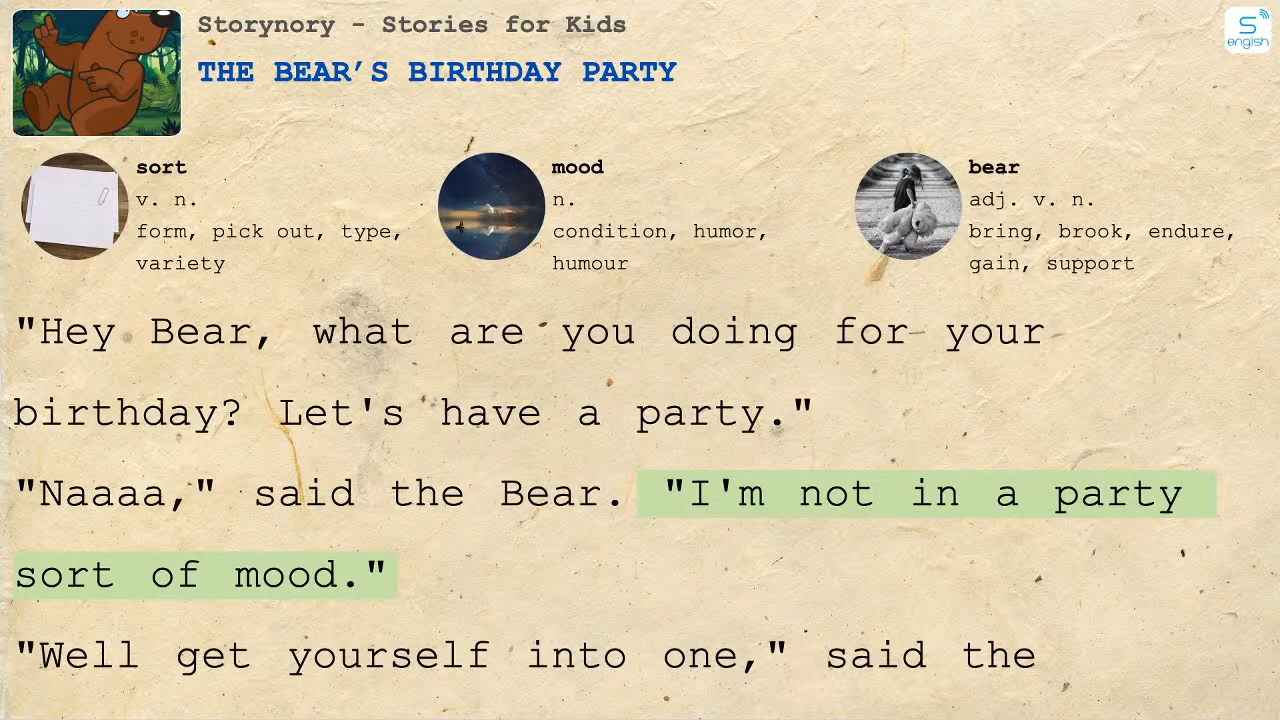 Storynory - Stories for Kids
THE BEAR’S BIRTHDAY PARTY
S
english
sort
v. n.
form, pick out, type,
variety
mood
n.
condition, humor,
humour
bear
adj. v. n.
bring, brook, endure,
gain, support
"Hey Bear, what are you doing for your
birthday? Let's have a party."
"Naaaa," said the Bear. "I'm not in a party
sort of mood."
"Well get yourself into one," said the